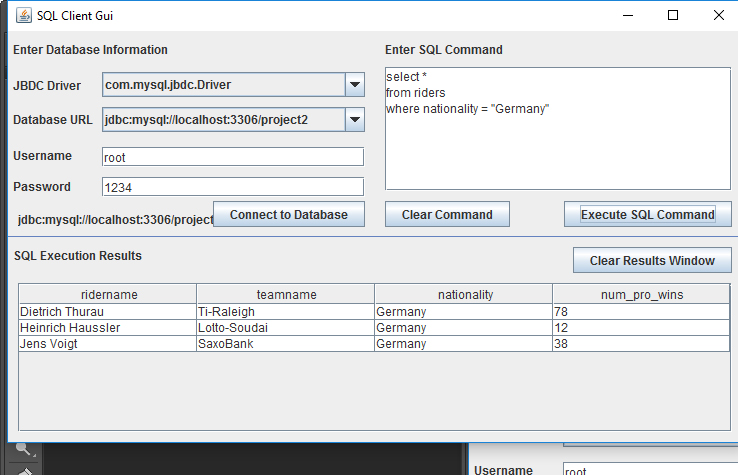 SQL Client Gui
Enter Database Information
JBDC Driver
com.mysql.jbdc.Driver
Database URL
jdbc:mysql://localhost:3306/project2
Username
root
Password
1234
jdbc:mysql://localhost:3306/project
Connect to Database
Enter SQL Command
select *
from riders
where nationality = "Germany"
Clear Command
Execute SQL Command
SQL Execution Results
Clear Results Window
ridername teamname nationality num_pro_wins
Dietrich Thurau Ti-Raleigh Germany 78
Heinrich Haussler Lotto-Soudai Germany 12
Jens Voigt SaxoBank Germany 38
Username root